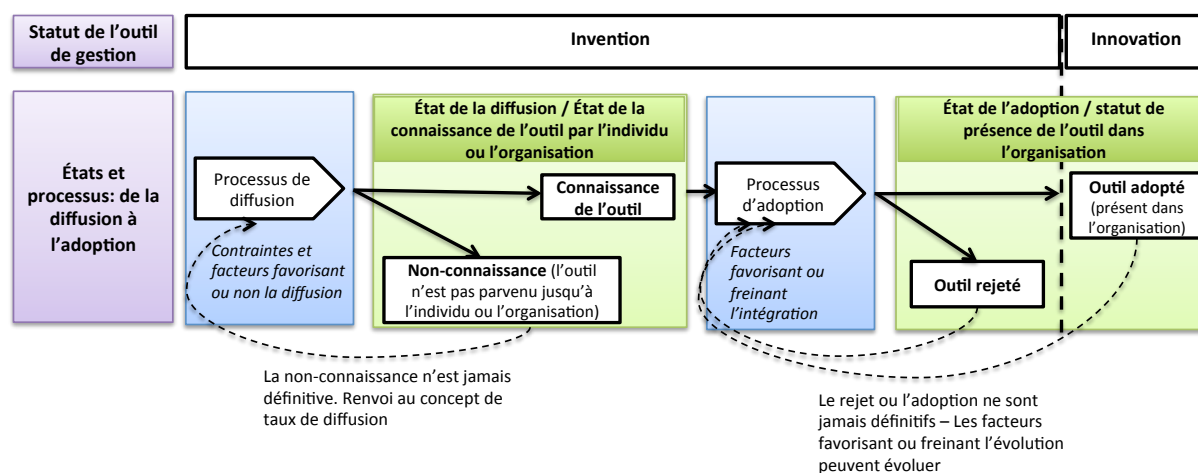 Statut de l’outil
de gestion
Invention
Innovation
États et
processus: de la
diffusion à
l’adoption
Processus de
diffusion
Contraintes et
facteurs favorisant
ou non la diffusion
État de la diffusion / État de la
connaissance de l’outil par l’individu
ou l’organisation
Connaissance
de l’outil
Non-connaissance (l’outil
n’est pas parvenu jusqu’à
l’individu ou l’organisation)
Processus
d’adoption
Facteurs
favorisant ou
freinant
l’intégration
État de l’adoption / statut de
présence de l’outil dans
l’organisation
Outil adopté
(présent dans
l’organisation)
Outil rejeté
La non-connaissance n’est jamais
définitive. Renvoi au concept de
taux de diffusion
Le rejet ou l’adoption ne sont
jamais définitifs – Les facteurs
favorisant ou freinant l’évolution
peuvent évoluer